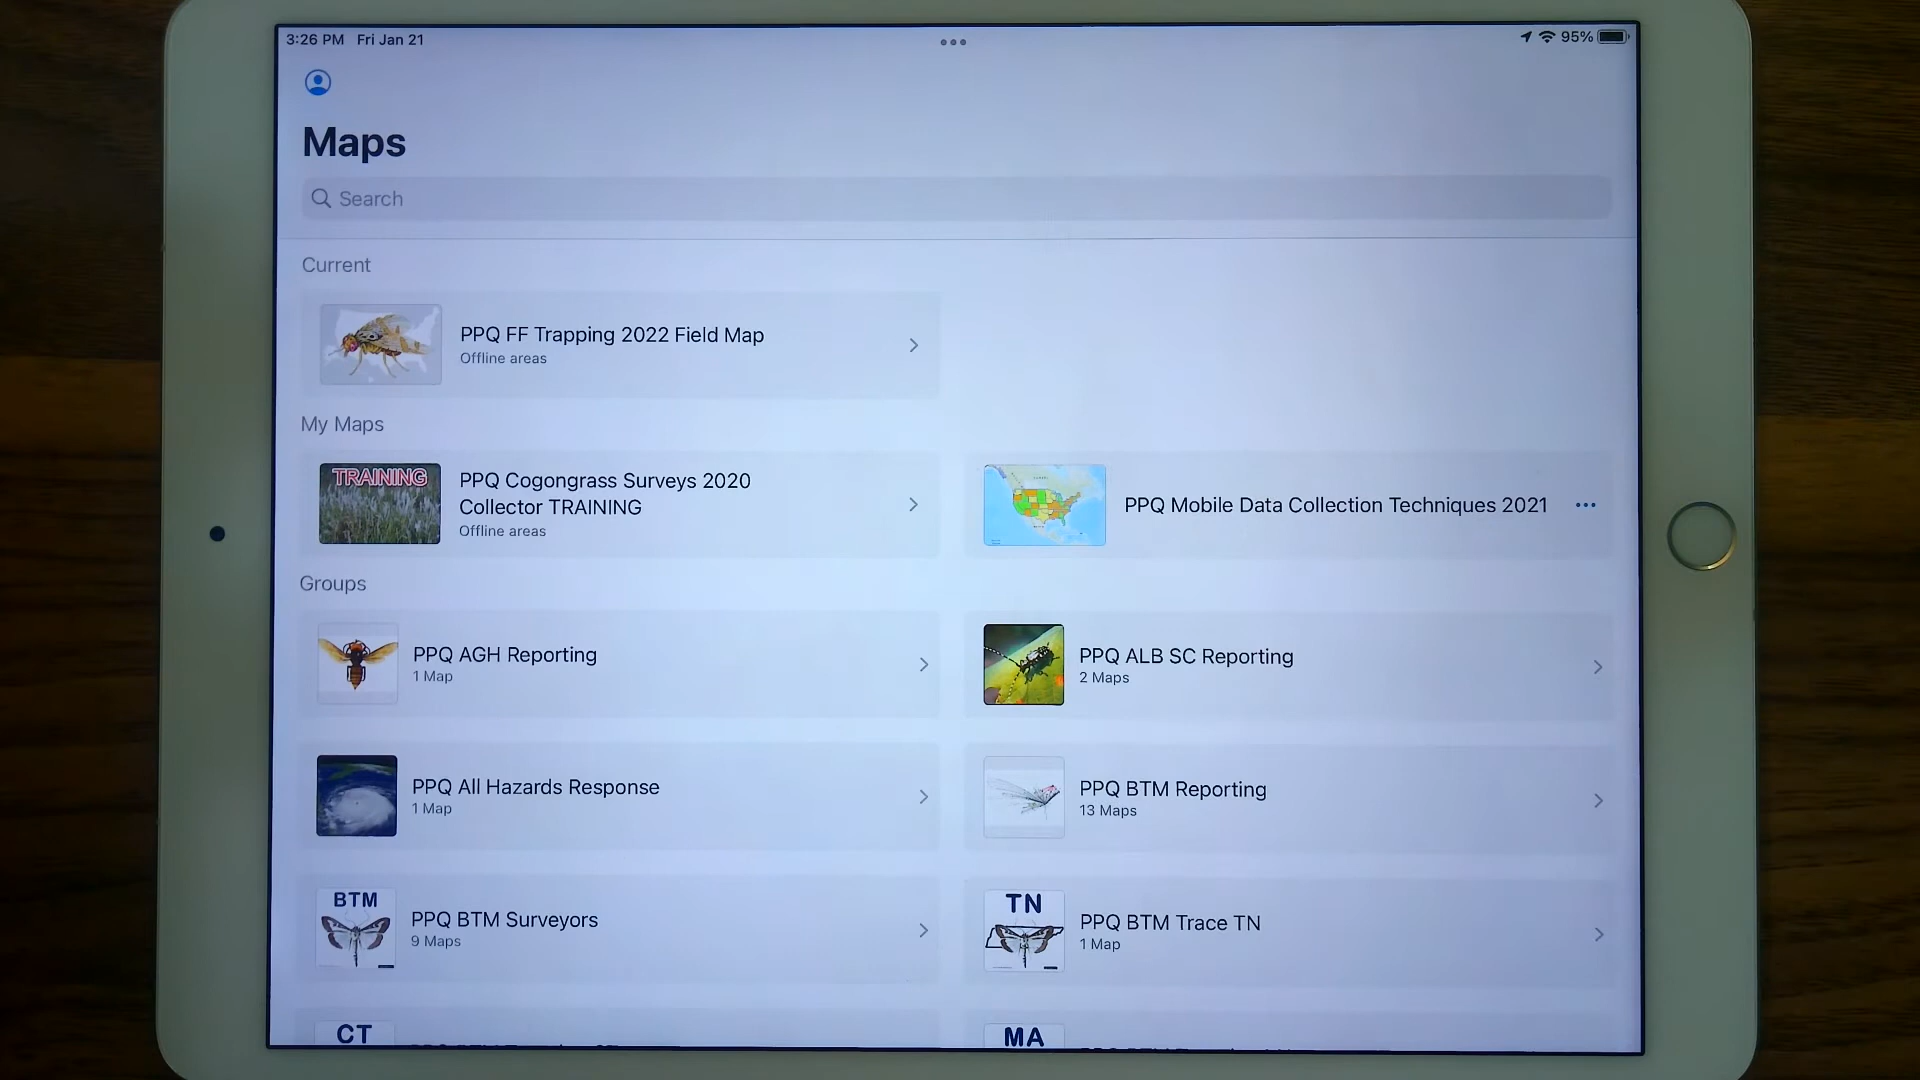 3:26 PM Fri Jan 21
95%
Maps
Search
Current
PPQ FF Trapping 2022 Field Map
Offline areas
My Maps
TRAINING
PPQ Cogongrass Surveys 2020
Collector TRAINING
Offline areas
PPQ Mobile Data Collection Techniques 2021
Groups
PPQ AGH Reporting
1 Map
PPQ ALB SC Reporting
2 Maps
PPQ All Hazards Response
1 Map
PPQ BTM Reporting
13 Maps
BTM
PPQ BTM Surveyors
9 Maps
TN
PPQ BTM Trace TN
1 Map
CT
MA